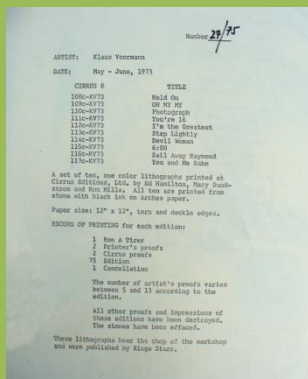 Number 27/75
ARTIST: Klaus Voormann
DATE: May - June, 1973
CIRRUS # TITLE
108c-KV73 Hold On
109c-KV73 OH MY MY
110c-KV73 Photograph
111c-KV73 You're 16
112c-KV73 I'm the Greatest
113c-KV73 Step Lightly
114c-KV73 Devil Woman
115c-KV73 6:00
116c-KV73 Sail Away Raymond
117c-KV73 You and Me Babe
A set of ten, one color lithographs printed at
Cirrus Editions, Ltd. by Ed Hamilton, Mary Sund-
strom and Ron Mills. All ten are printed from
stone with black ink on Arches paper.
Paper size: 12" x 12", torn and deckle edges.
RECORD OF PRINTING for each edition:
1 Bon A Tirer
2 Printer's proofs
2 Cirrus proofs
75 Edition
1 Cancellation
The number of artist's proofs varies
between 5 and 13 according to the
edition.
All other proofs and impressions of
these editions have been destroyed.
The stones have been effaced.
These lithographs bear the chop of the workshop
and were published by Ringo Starr.